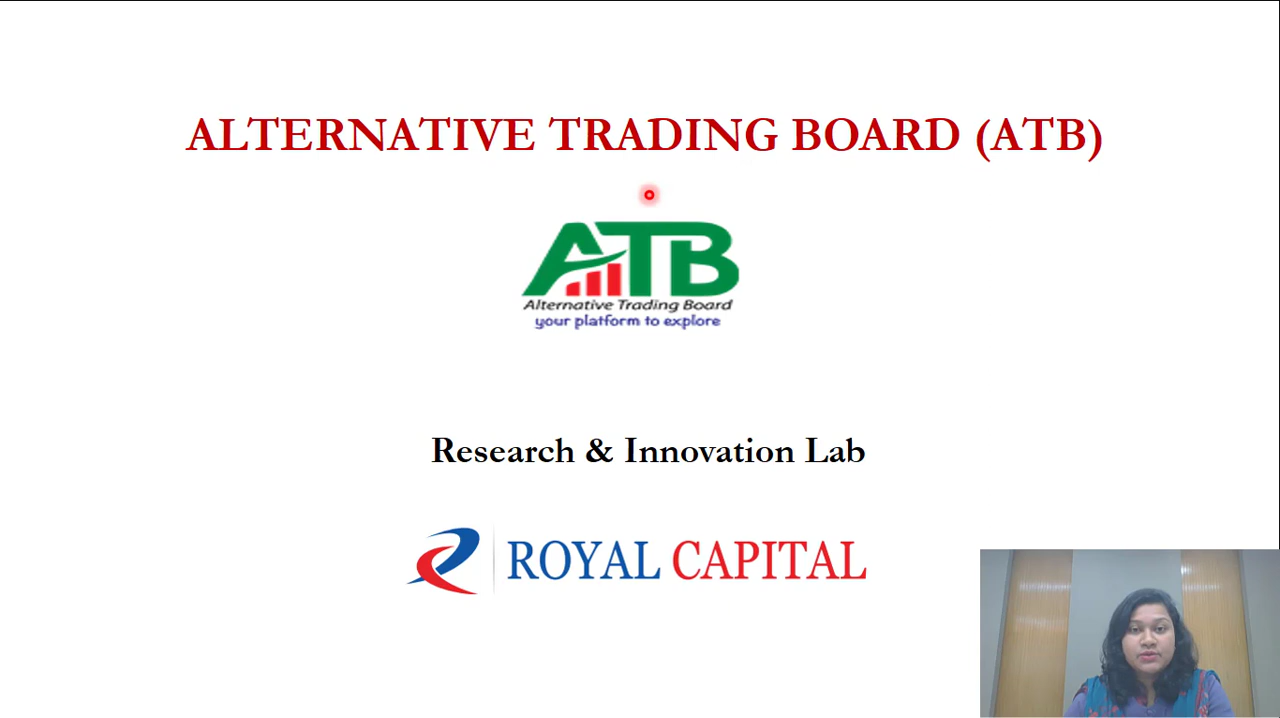 ALTERNATIVE TRADING BOARD (ATB)
ATB
Alternative Trading Board
your platform to explore
Research & Innovation Lab
ROYAL CAPITAL